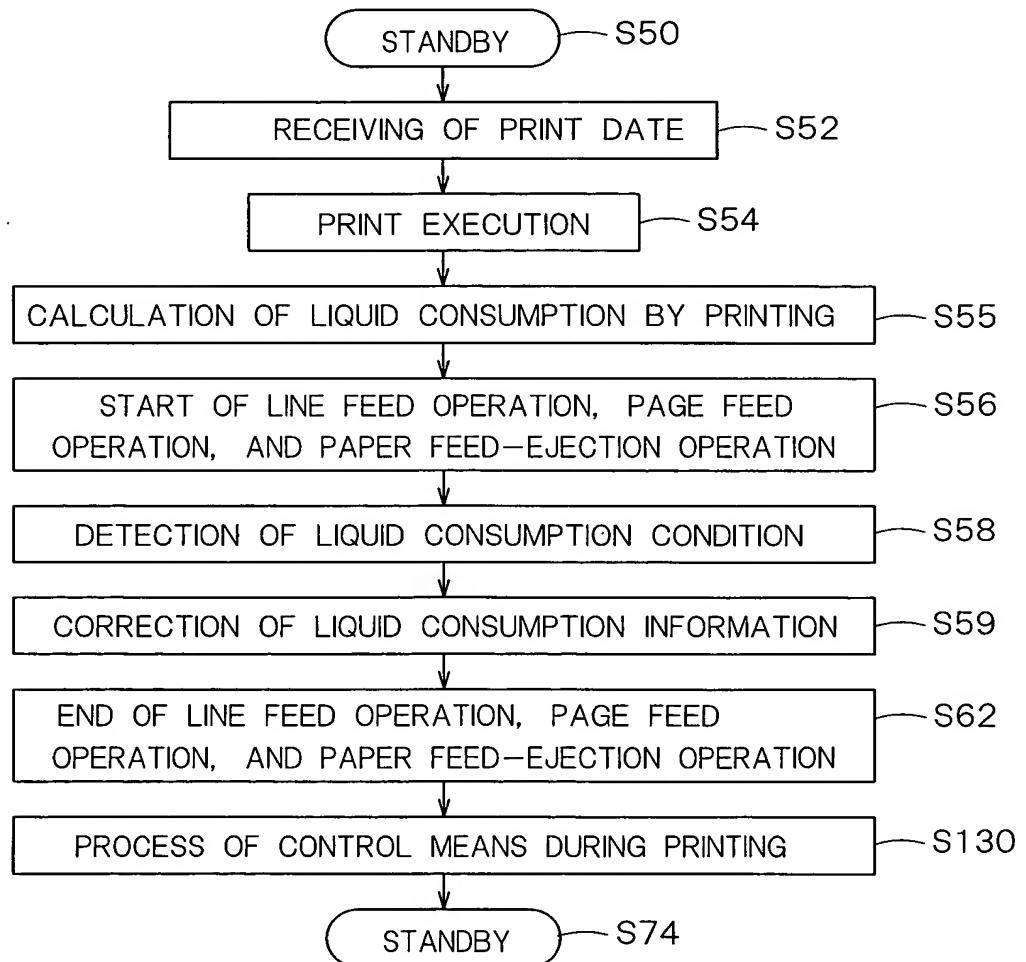 STANDBY S50
RECEIVING OF PRINT DATE S52
PRINT EXECUTION S54
CALCULATION OF LIQUID CONSUMPTION BY PRINTING S55
START OF LINE FEED OPERATION, PAGE FEED S56
OPERATION, AND PAPER FEED-EJECTION OPERATION
DETECTION OF LIQUID CONSUMPTION CONDITION S58
CORRECTION OF LIQUID CONSUMPTION INFORMATION S59
END OF LINE FEED OPERATION, PAGE FEED S62
OPERATION, AND PAPER FEED-EJECTION OPERATION
PROCESS OF CONTROL MEANS DURING PRINTING S130
STANDBY S74